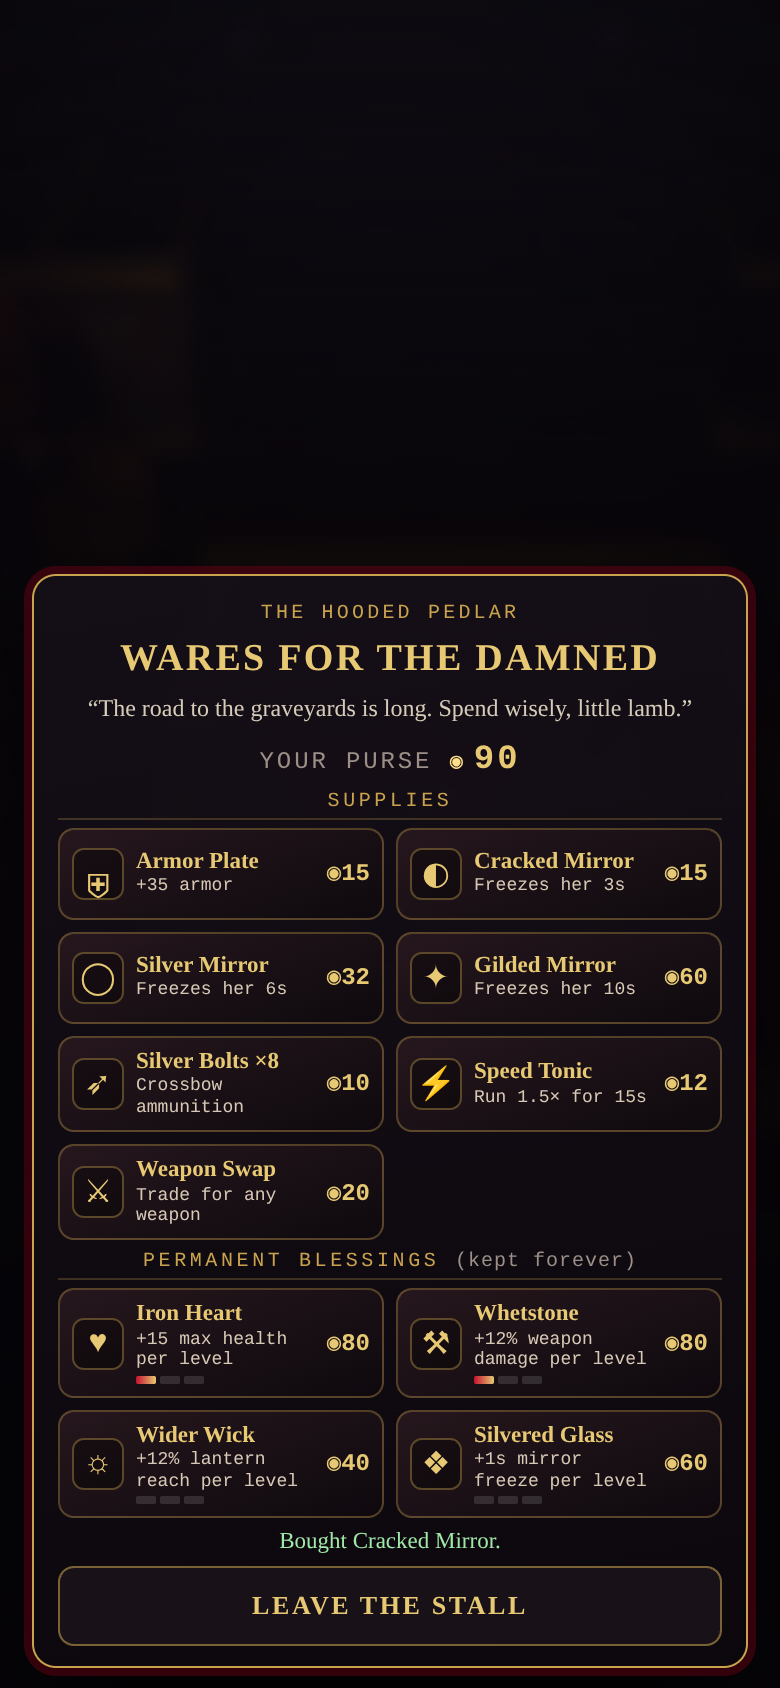 THE HOODED PEDLAR
WARES FOR THE DAMNED
“The road to the graveyards is long. Spend wisely, little lamb.”
YOUR PURSE ◉ 90
SUPPLIES
Armor Plate
+35 armor
◉15
Cracked Mirror
Freezes her 3s
◉15
Silver Mirror
Freezes her 6s
◉32
Gilded Mirror
Freezes her 10s
◉60
Silver Bolts ×8
Crossbow
ammunition
◉10
Speed Tonic
Run 1.5× for 15s
◉12
Weapon Swap
Trade for any
weapon
◉20
PERMANENT BLESSINGS (kept forever)
Iron Heart
+15 max health
per level
◉80
Whetstone
+12% weapon
damage per level
◉80
Wider Wick
+12% lantern
reach per level
◉40
Silvered Glass
+1s mirror
freeze per level
◉60
Bought Cracked Mirror.
LEAVE THE STALL